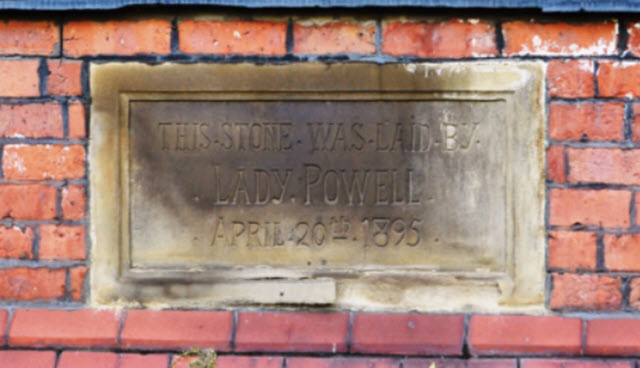 THIS·STONE·WAS·LAID·BY·
·LADY·POWELL·
·APRIL·20th·1895·